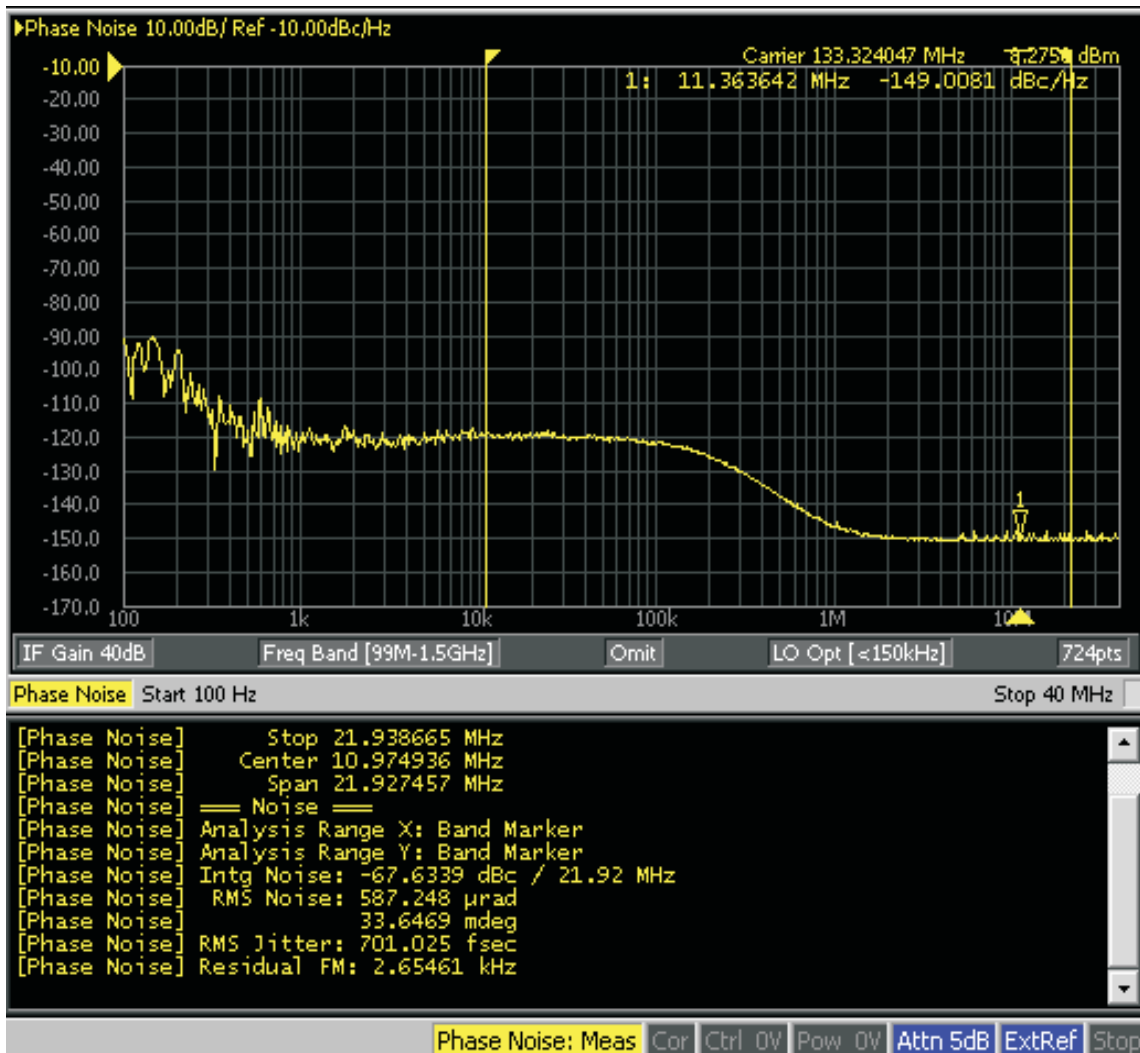 Phase Noise 10.00dB/ Ref -10.00dBc/Hz
Carrier 133.324047 MHz dBm
1: 11.363642 MHz -149.0081 dBc/Hz
-10.00
-20.00
-30.00
-40.00
-50.00
-60.00
-70.00
-80.00
-90.00
-100.0
-110.0
-120.0
-130.0
-140.0
-150.0
-160.0
-170.0
1
100 1k 10k 100k 1M
IF Gain 40dB Freq Band [99M-1.5GHz] Omit LO Opt [<150kHz] 724pts
Phase Noise Start 100 Hz Stop 40 MHz
[Phase Noise] Stop 21.938665 MHz
[Phase Noise] Center 10.974936 MHz
[Phase Noise] Span 21.927457 MHz
[Phase Noise] === Noise ===
[Phase Noise] Analysis Range X: Band Marker
[Phase Noise] Analysis Range Y: Band Marker
[Phase Noise] Intg Noise: -67.6339 dBc / 21.92 MHz
[Phase Noise] RMS Noise: 587.248 µrad
[Phase Noise] 33.6469 mdeg
[Phase Noise] RMS Jitter: 701.025 fsec
[Phase Noise] Residual FM: 2.65461 kHz
Phase Noise: Meas Cor Ctrl 0V Pow 0V Attn 5dB ExtRef Stop